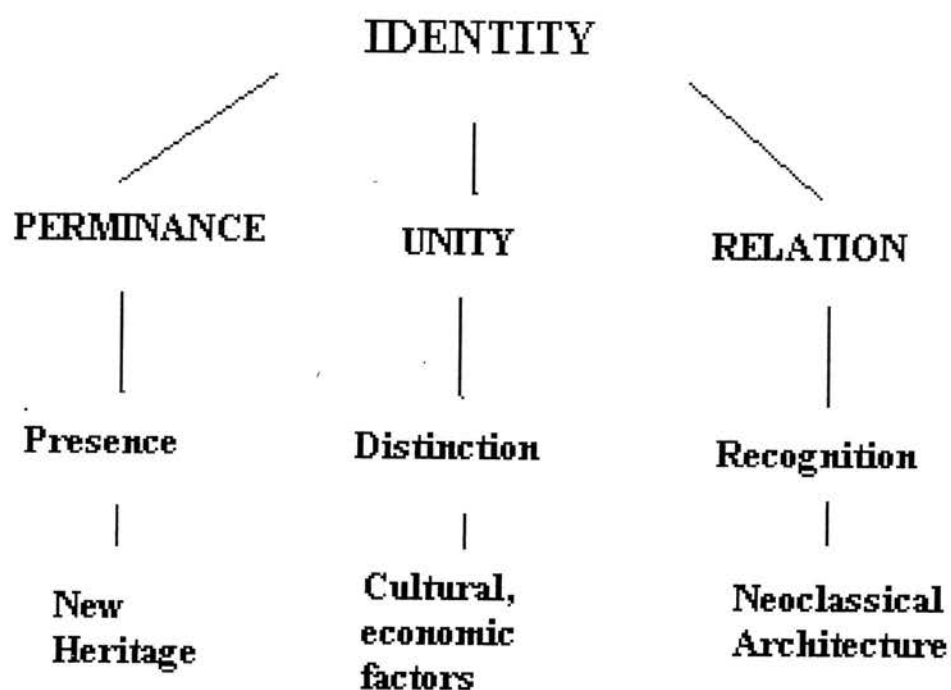 IDENTITY
PERMINANCE
UNITY
RELATION
Presence
Distinction
Recognition
New
Heritage
Cultural,
economic
factors
Neoclassical
Architecture